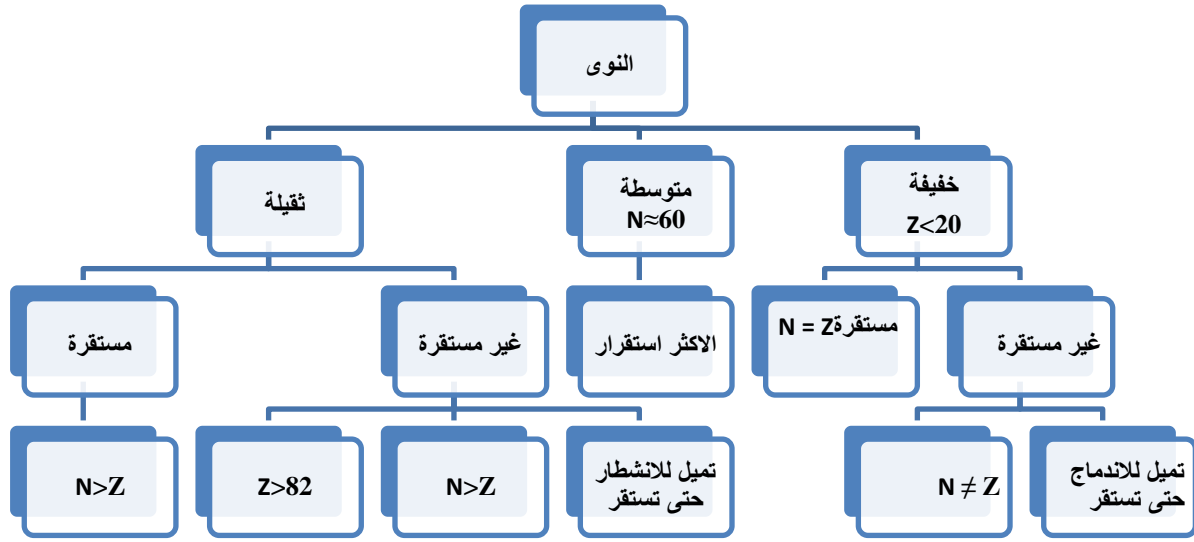 النوى
خفيفة
Z<20
متوسطة
N≈60
ثقيلة
غير مستقرة
مستقرة N = Z
الاكثر استقرار
غير مستقرة
مستقرة
تميل للاندماج
حتى تستقر
N ≠ Z
تميل للانشطار
حتى تستقر
N>Z
Z>82
N>Z